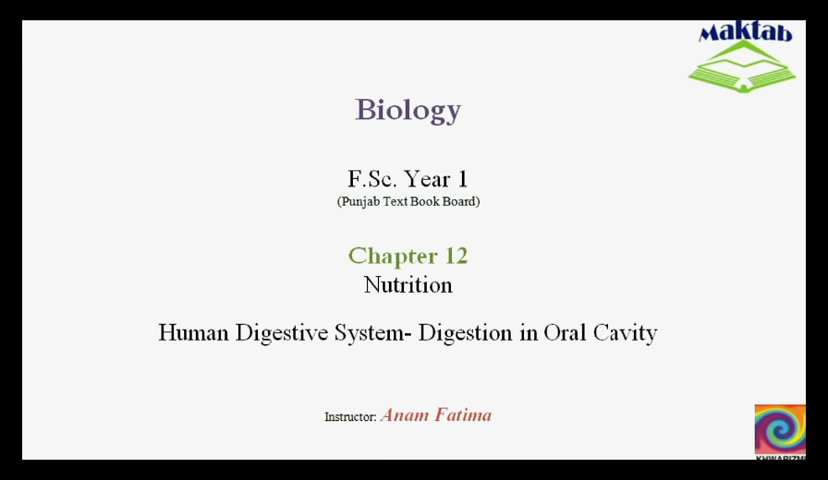 Maktab
Biology
F.Sc. Year 1
(Punjab Text Book Board)
Chapter 12
Nutrition
Human Digestive System- Digestion in Oral Cavity
Instructor: Anam Fatima